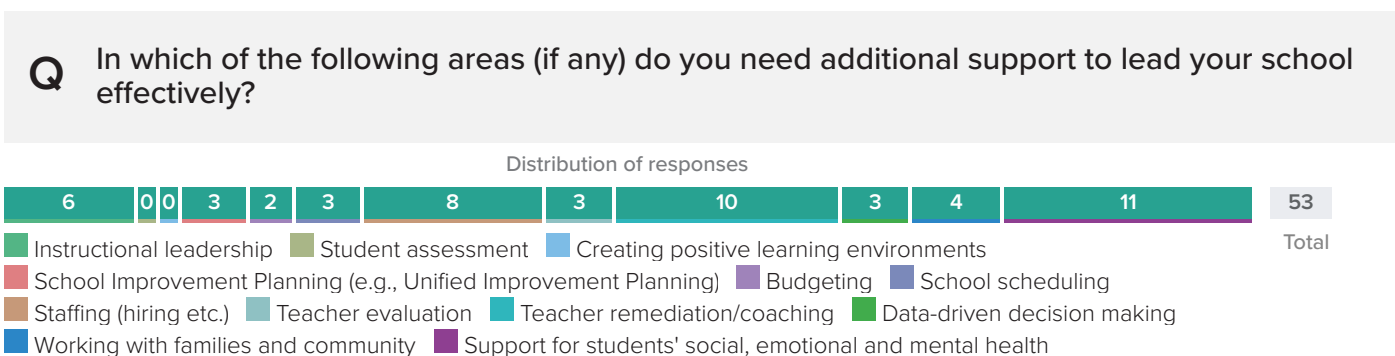 Q
In which of the following areas (if any) do you need additional support to lead your school
effectively?
Distribution of responses
6 0 0 3 2 3 8 3 10 3 4 11 53
Instructional leadership Student assessment Creating positive learning environments Total
School Improvement Planning (e.g., Unified Improvement Planning) Budgeting School scheduling
Staffing (hiring etc.) Teacher evaluation Teacher remediation/coaching Data-driven decision making
Working with families and community Support for students' social, emotional and mental health